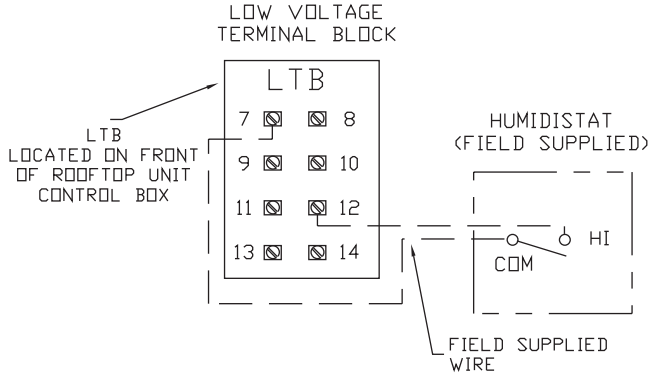 LOW VOLTAGE
TERMINAL BLOCK
LTB
7 8
9 10
11 12
13 14
LTB
LOCATED ON FRONT
OF ROOFTOP UNIT
CONTROL BOX
HUMIDISTAT
(FIELD SUPPLIED)
HI
COM
FIELD SUPPLIED
WIRE